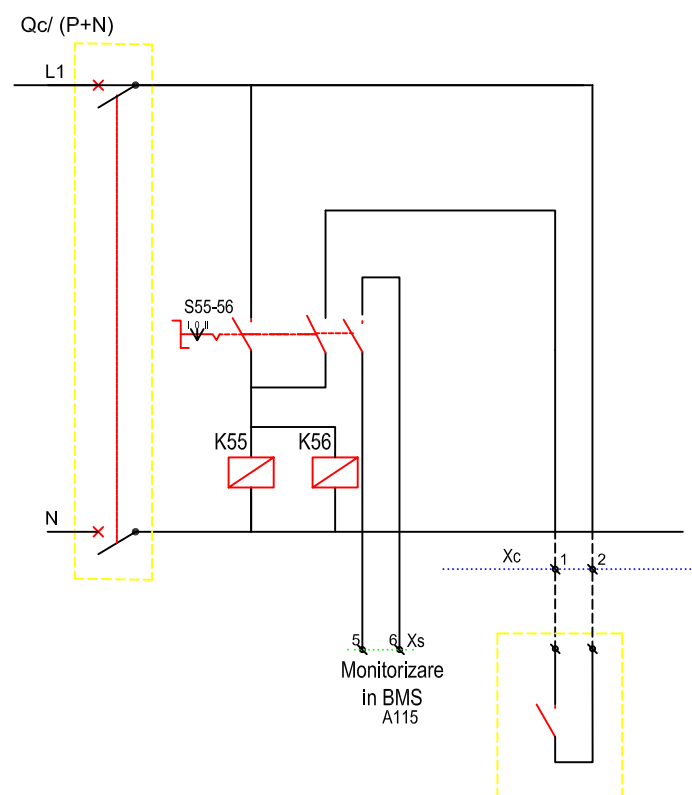 Qc/ (P+N)
L1
S55-56
I 0 II
K55 K56
N
Xc 1 2
5 6 Xs
Monitorizare
in BMS
A115